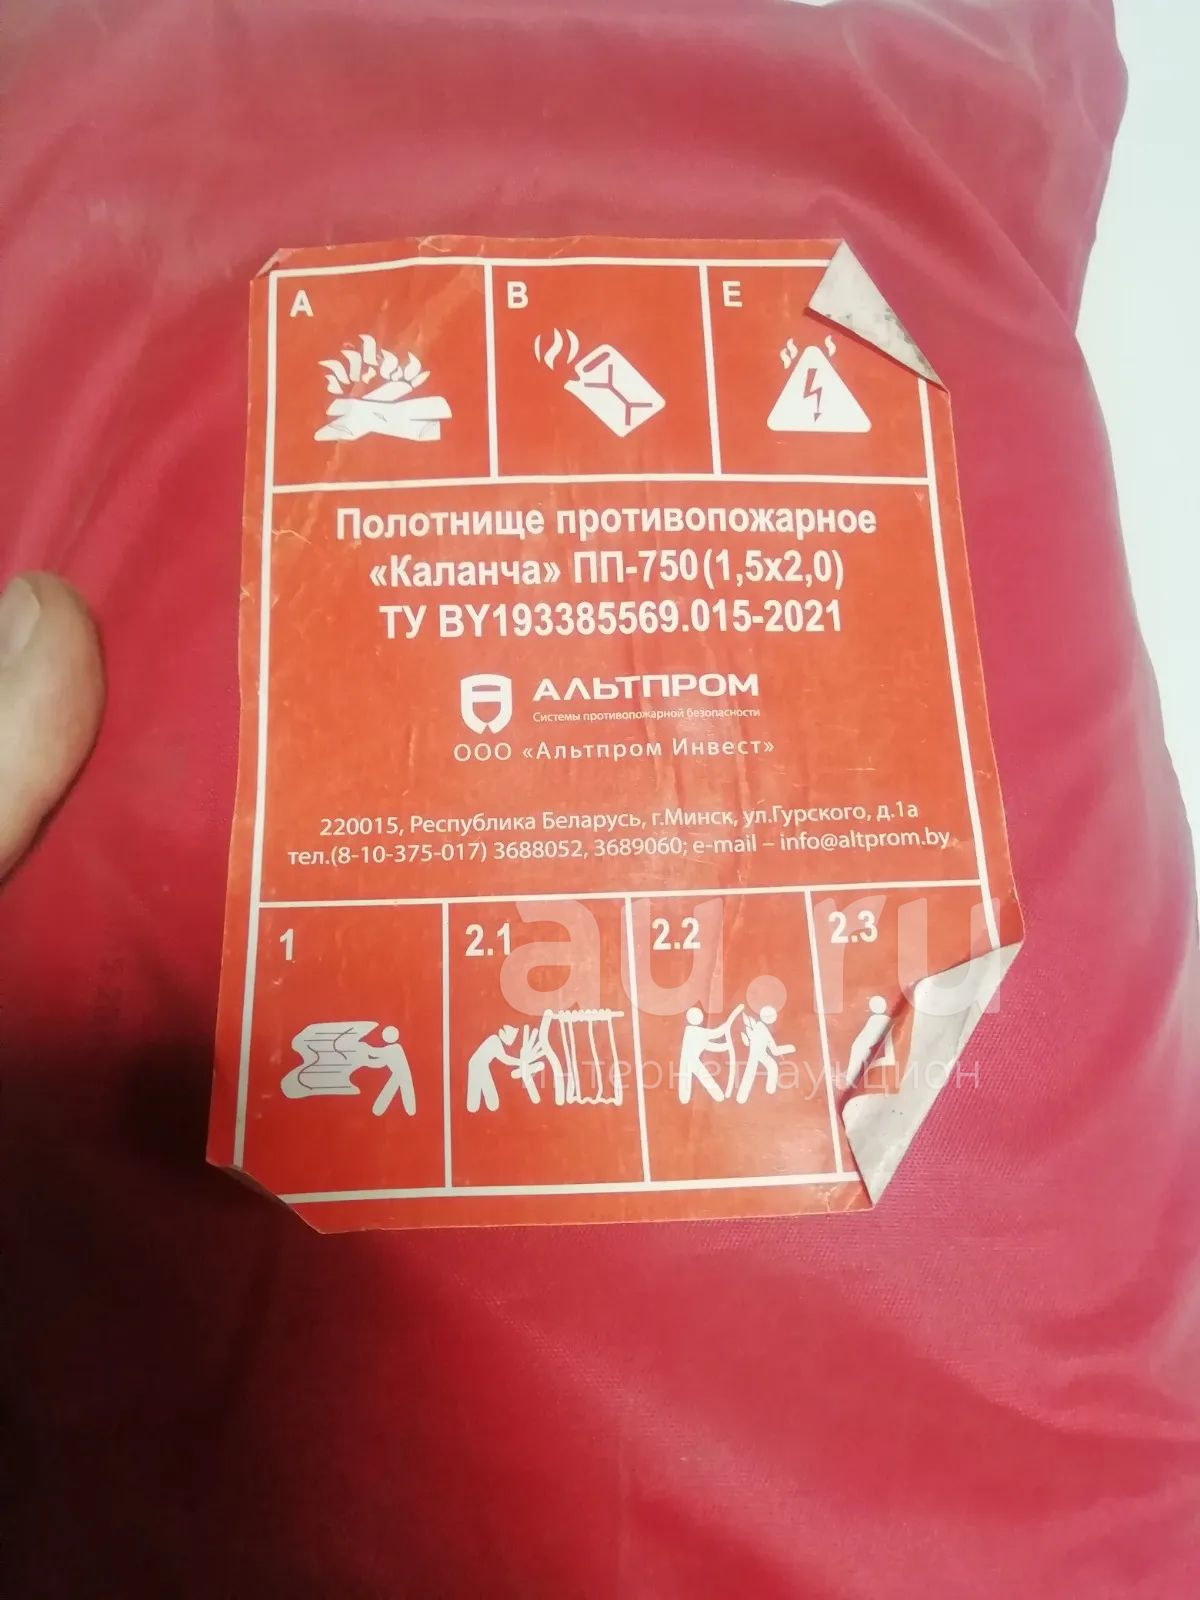 A B E
Полотнище противопожарное
«Каланча» ПП-750(1,5х2,0)
ТУ BY193385569.015-2021
АЛЬТПРОМ
Системы противопожарной безопасности
ООО «Альтпром Инвест»
220015, Республика Беларусь, г.Минск, ул.Гурского, д.1а
тел.(8-10-375-017) 3688052, 3689060; e-mail – info@altprom.by
1 2.1 2.2 2.3
au.ru
интернет-аукцион